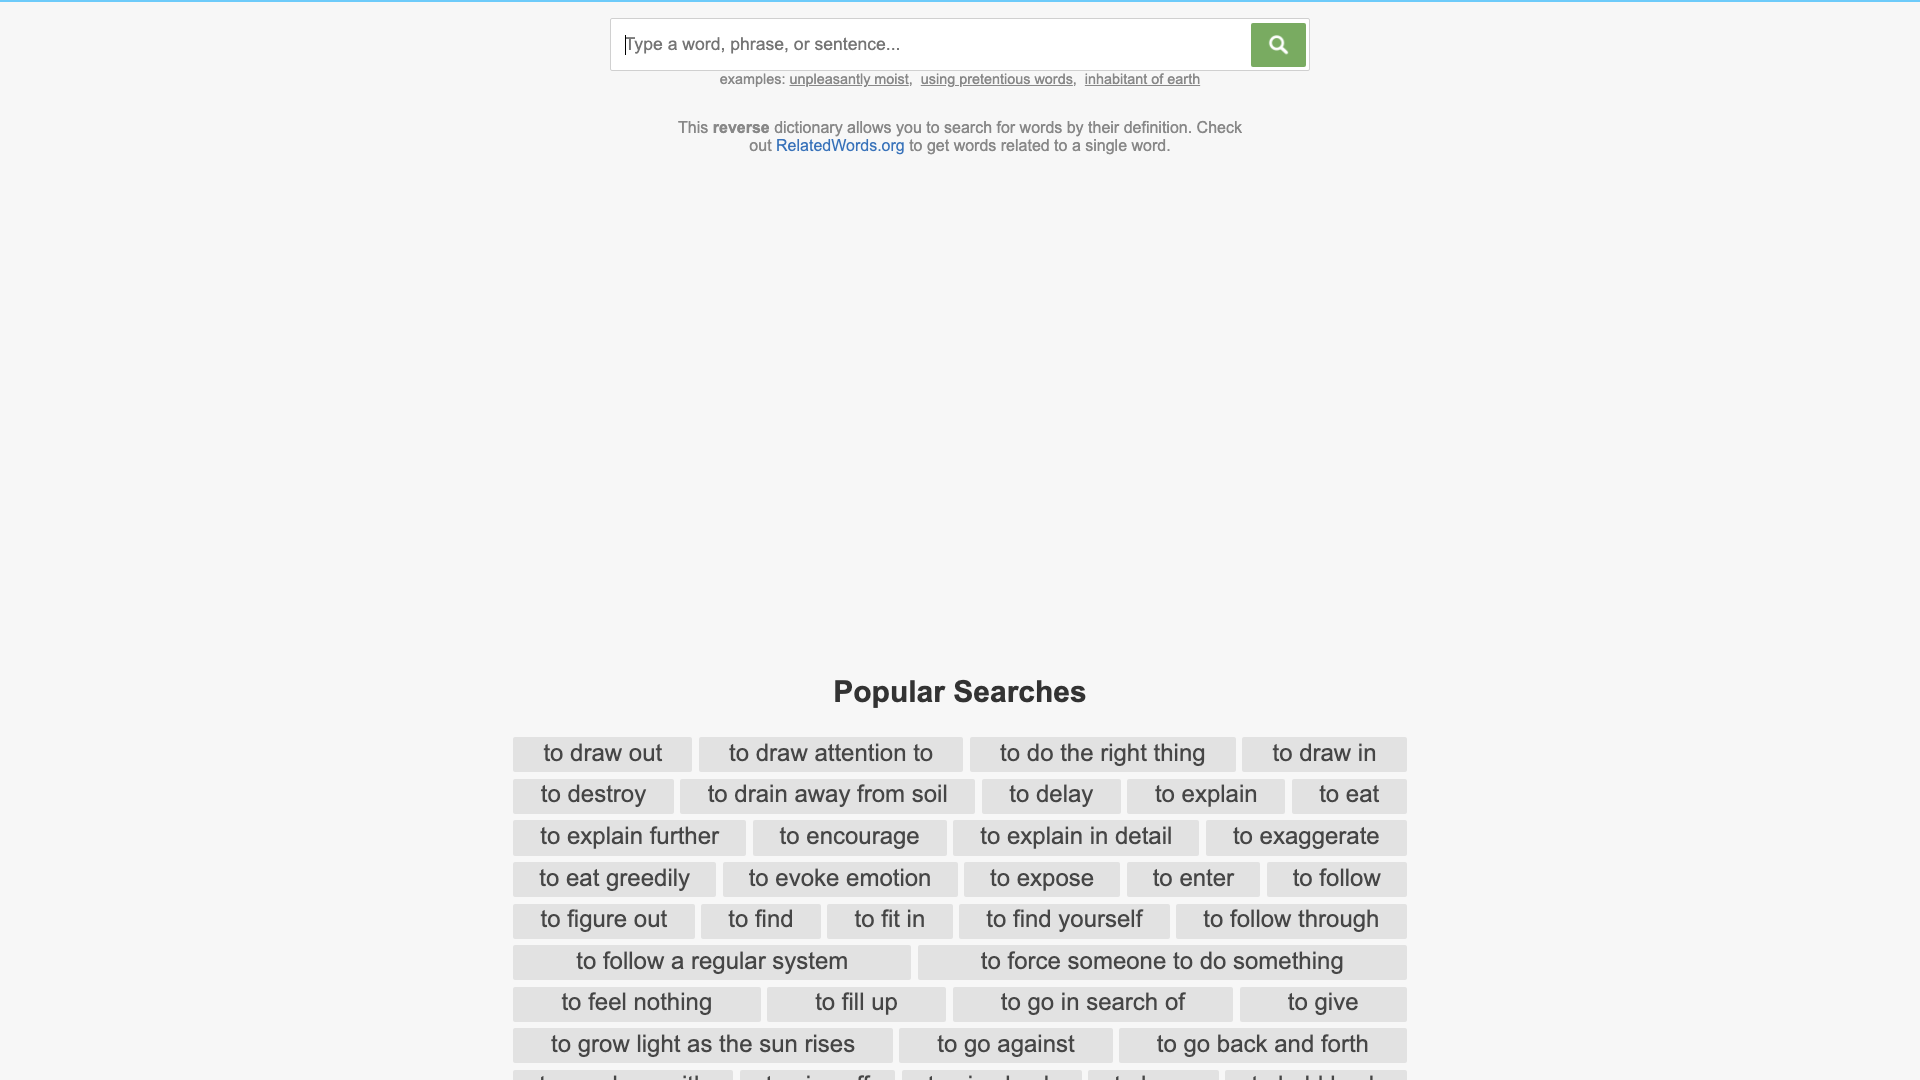 Type a word, phrase, or sentence...
examples: unpleasantly moist, using pretentious words, inhabitant of earth
This reverse dictionary allows you to search for words by their definition. Check
out RelatedWords.org to get words related to a single word.
Popular Searches
to draw out to draw attention to to do the right thing to draw in
to destroy to drain away from soil to delay to explain to eat
to explain further to encourage to explain in detail to exaggerate
to eat greedily to evoke emotion to expose to enter to follow
to figure out to find to fit in to find yourself to follow through
to follow a regular system to force someone to do something
to feel nothing to fill up to go in search of to give
to grow light as the sun rises to go against to go back and forth